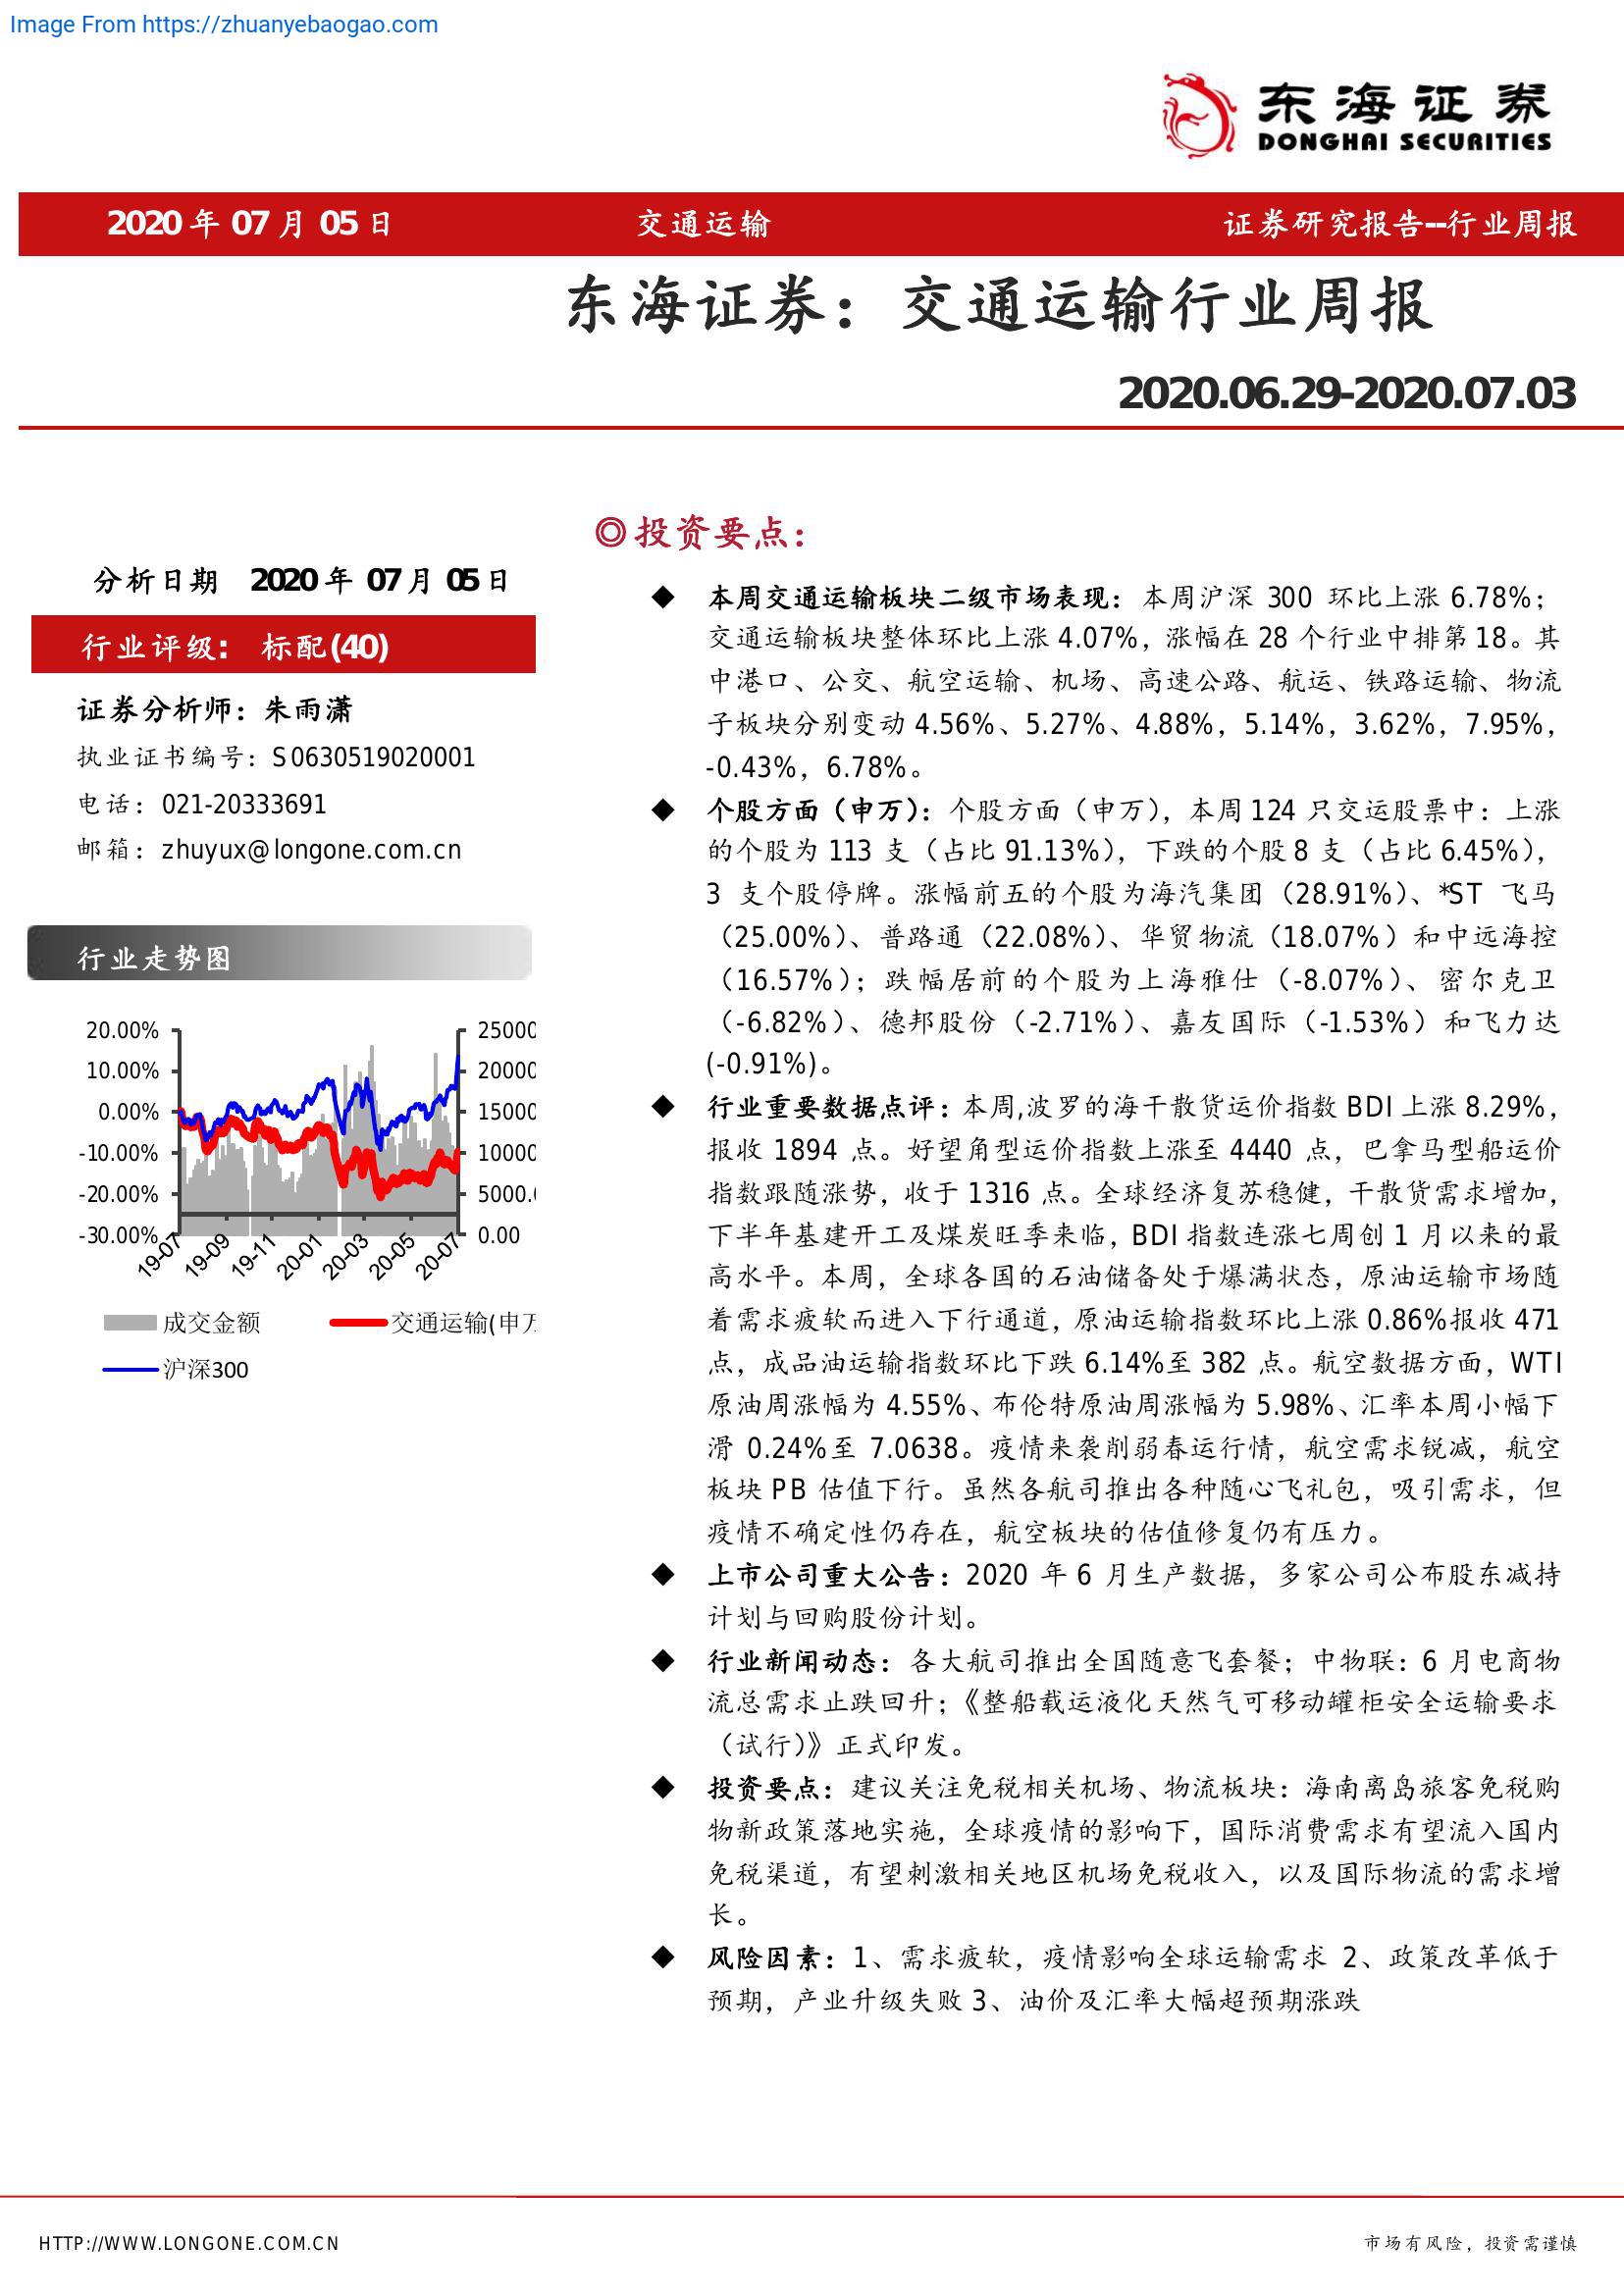 Image From https://zhuanyebaogao.com
东海证券
DONGHAI SECURITIES
2020 年 07 月 05 日 交通运输 证券研究报告--行业周报
东海证券：交通运输行业周报
2020.06.29-2020.07.03
分析日期 2020 年 07 月 05 日
行业评级： 标配(40)
证券分析师：朱雨潇
执业证书编号：S0630519020001
电话：021-20333691
邮箱：zhuyux@longone.com.cn
行业走势图
20.00% 25000
10.00% 20000
0.00% 15000
-10.00% 10000
-20.00% 5000.0
-30.00% 0.00
19-07 19-09 19-11 20-01 20-03 20-05 20-07
成交金额 交通运输(申万
沪深300
◎投资要点：
◆ 本周交通运输板块二级市场表现：本周沪深 300 环比上涨 6.78%；
交通运输板块整体环比上涨 4.07%，涨幅在 28 个行业中排第 18。其
中港口、公交、航空运输、机场、高速公路、航运、铁路运输、物流
子板块分别变动 4.56%、5.27%、4.88%，5.14%，3.62%，7.95%，
-0.43%，6.78%。
◆ 个股方面（申万）：个股方面（申万），本周 124 只交运股票中：上涨
的个股为 113 支（占比 91.13%），下跌的个股 8 支（占比 6.45%），
3 支个股停牌。涨幅前五的个股为海汽集团（28.91%）、*ST 飞马
（25.00%）、普路通（22.08%）、华贸物流（18.07%）和中远海控
（16.57%）；跌幅居前的个股为上海雅仕（-8.07%）、密尔克卫
（-6.82%）、德邦股份（-2.71%）、嘉友国际（-1.53%）和飞力达
(-0.91%)。
◆ 行业重要数据点评：本周,波罗的海干散货运价指数 BDI 上涨 8.29%，
报收 1894 点。好望角型运价指数上涨至 4440 点，巴拿马型船运价
指数跟随涨势，收于 1316 点。全球经济复苏稳健，干散货需求增加，
下半年基建开工及煤炭旺季来临，BDI 指数连涨七周创 1 月以来的最
高水平。本周，全球各国的石油储备处于爆满状态，原油运输市场随
着需求疲软而进入下行通道，原油运输指数环比上涨 0.86%报收 471
点，成品油运输指数环比下跌 6.14%至 382 点。航空数据方面，WTI
原油周涨幅为 4.55%、布伦特原油周涨幅为 5.98%、汇率本周小幅下
滑 0.24%至 7.0638。疫情来袭削弱春运行情，航空需求锐减，航空
板块 PB 估值下行。虽然各航司推出各种随心飞礼包，吸引需求，但
疫情不确定性仍存在，航空板块的估值修复仍有压力。
◆ 上市公司重大公告：2020 年 6 月生产数据，多家公司公布股东减持
计划与回购股份计划。
◆ 行业新闻动态：各大航司推出全国随意飞套餐；中物联：6 月电商物
流总需求止跌回升；《整船载运液化天然气可移动罐柜安全运输要求
（试行）》正式印发。
◆ 投资要点：建议关注免税相关机场、物流板块：海南离岛旅客免税购
物新政策落地实施，全球疫情的影响下，国际消费需求有望流入国内
免税渠道，有望刺激相关地区机场免税收入，以及国际物流的需求增
长。
◆ 风险因素：1、需求疲软，疫情影响全球运输需求 2、政策改革低于
预期，产业升级失败 3、油价及汇率大幅超预期涨跌
HTTP://WWW.LONGONE.COM.CN 市场有风险，投资需谨慎